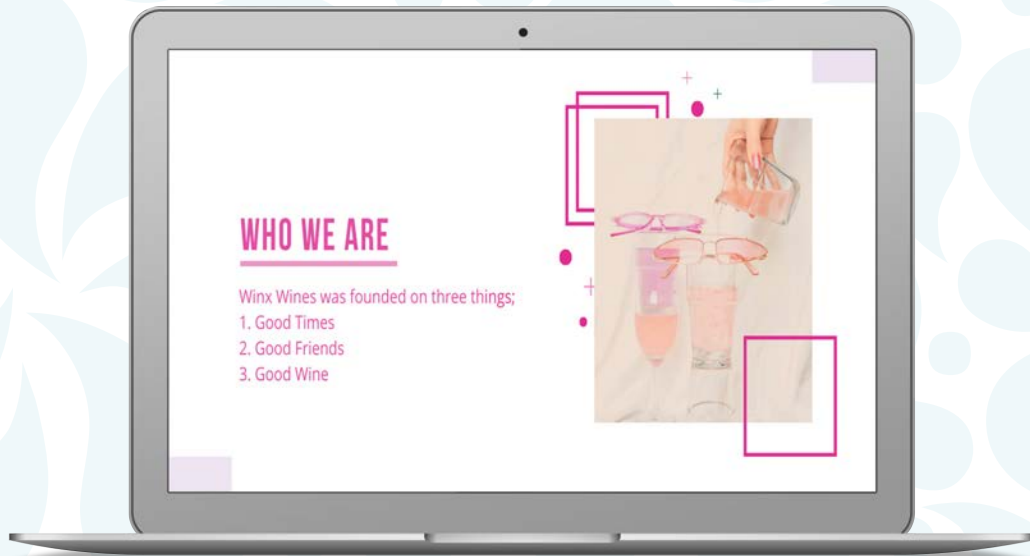 WHO WE ARE
Winx Wines was founded on three things;
1. Good Times
2. Good Friends
3. Good Wine